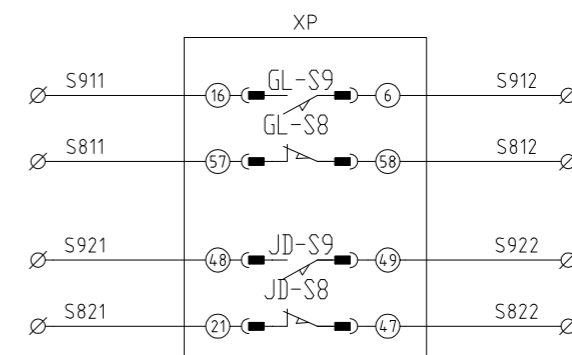 XP
S911 16 GL-S9 6 S912
S811 57 GL-S8 58 S812
S921 48 JD-S9 49 S922
S821 21 JD-S8 47 S822